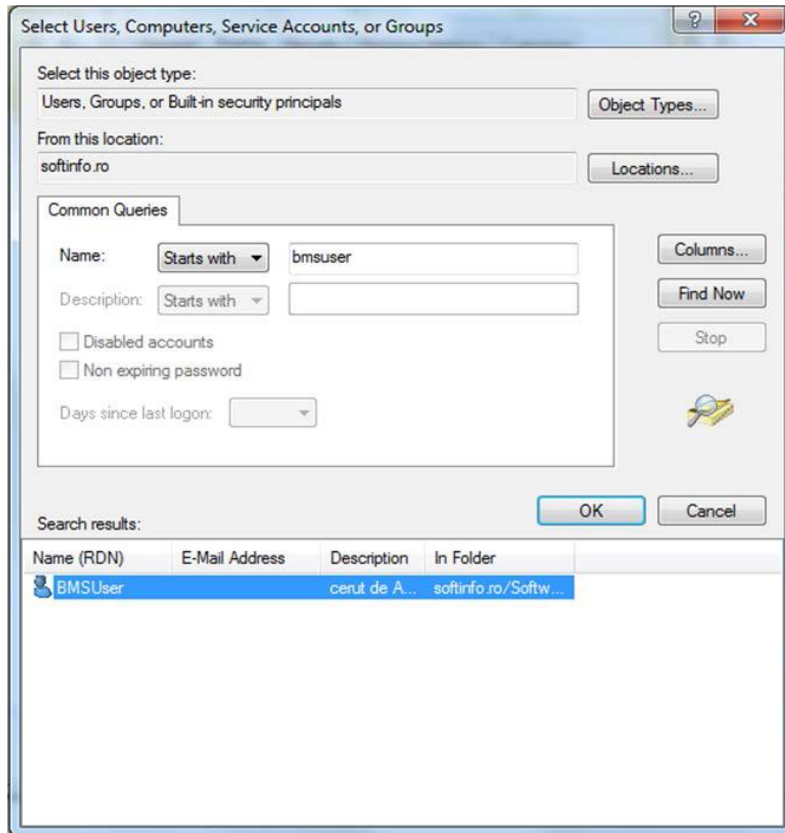 Select Users, Computers, Service Accounts, or Groups
Select this object type:
Users, Groups, or Built-in security principals
Object Types...
From this location:
softinfo.ro
Locations...
Common Queries
Name: Starts with bmsuser
Columns...
Description: Starts with
Find Now
Disabled accounts
Stop
Non expiring password
Days since last logon:
OK Cancel
Search results:
Name (RDN) E-Mail Address Description In Folder
BMSUser cerut de A... softinfo.ro/Softw...